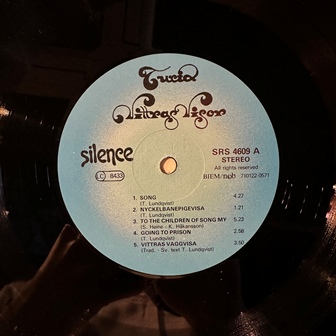 Turid
Vittras Visor
silence
LC 8433
SRS 4609 A
STEREO
All rights reserved
BIEM/n©b 710122-0571
1. SONG 4.27
(T. Lundqvist)
2. NYCKELBANEPIGEVISA 1.21
(T. Lundqvist)
3. TO THE CHILDREN OF SONG MY 5.23
(S. Heine - K. Håkansson)
4. GOING TO PRISON 2.58
(T. Lundqvist)
5. VITTRAS VAGGVISA 3.50
(Trad. - Sv. text T. Lundqvist)